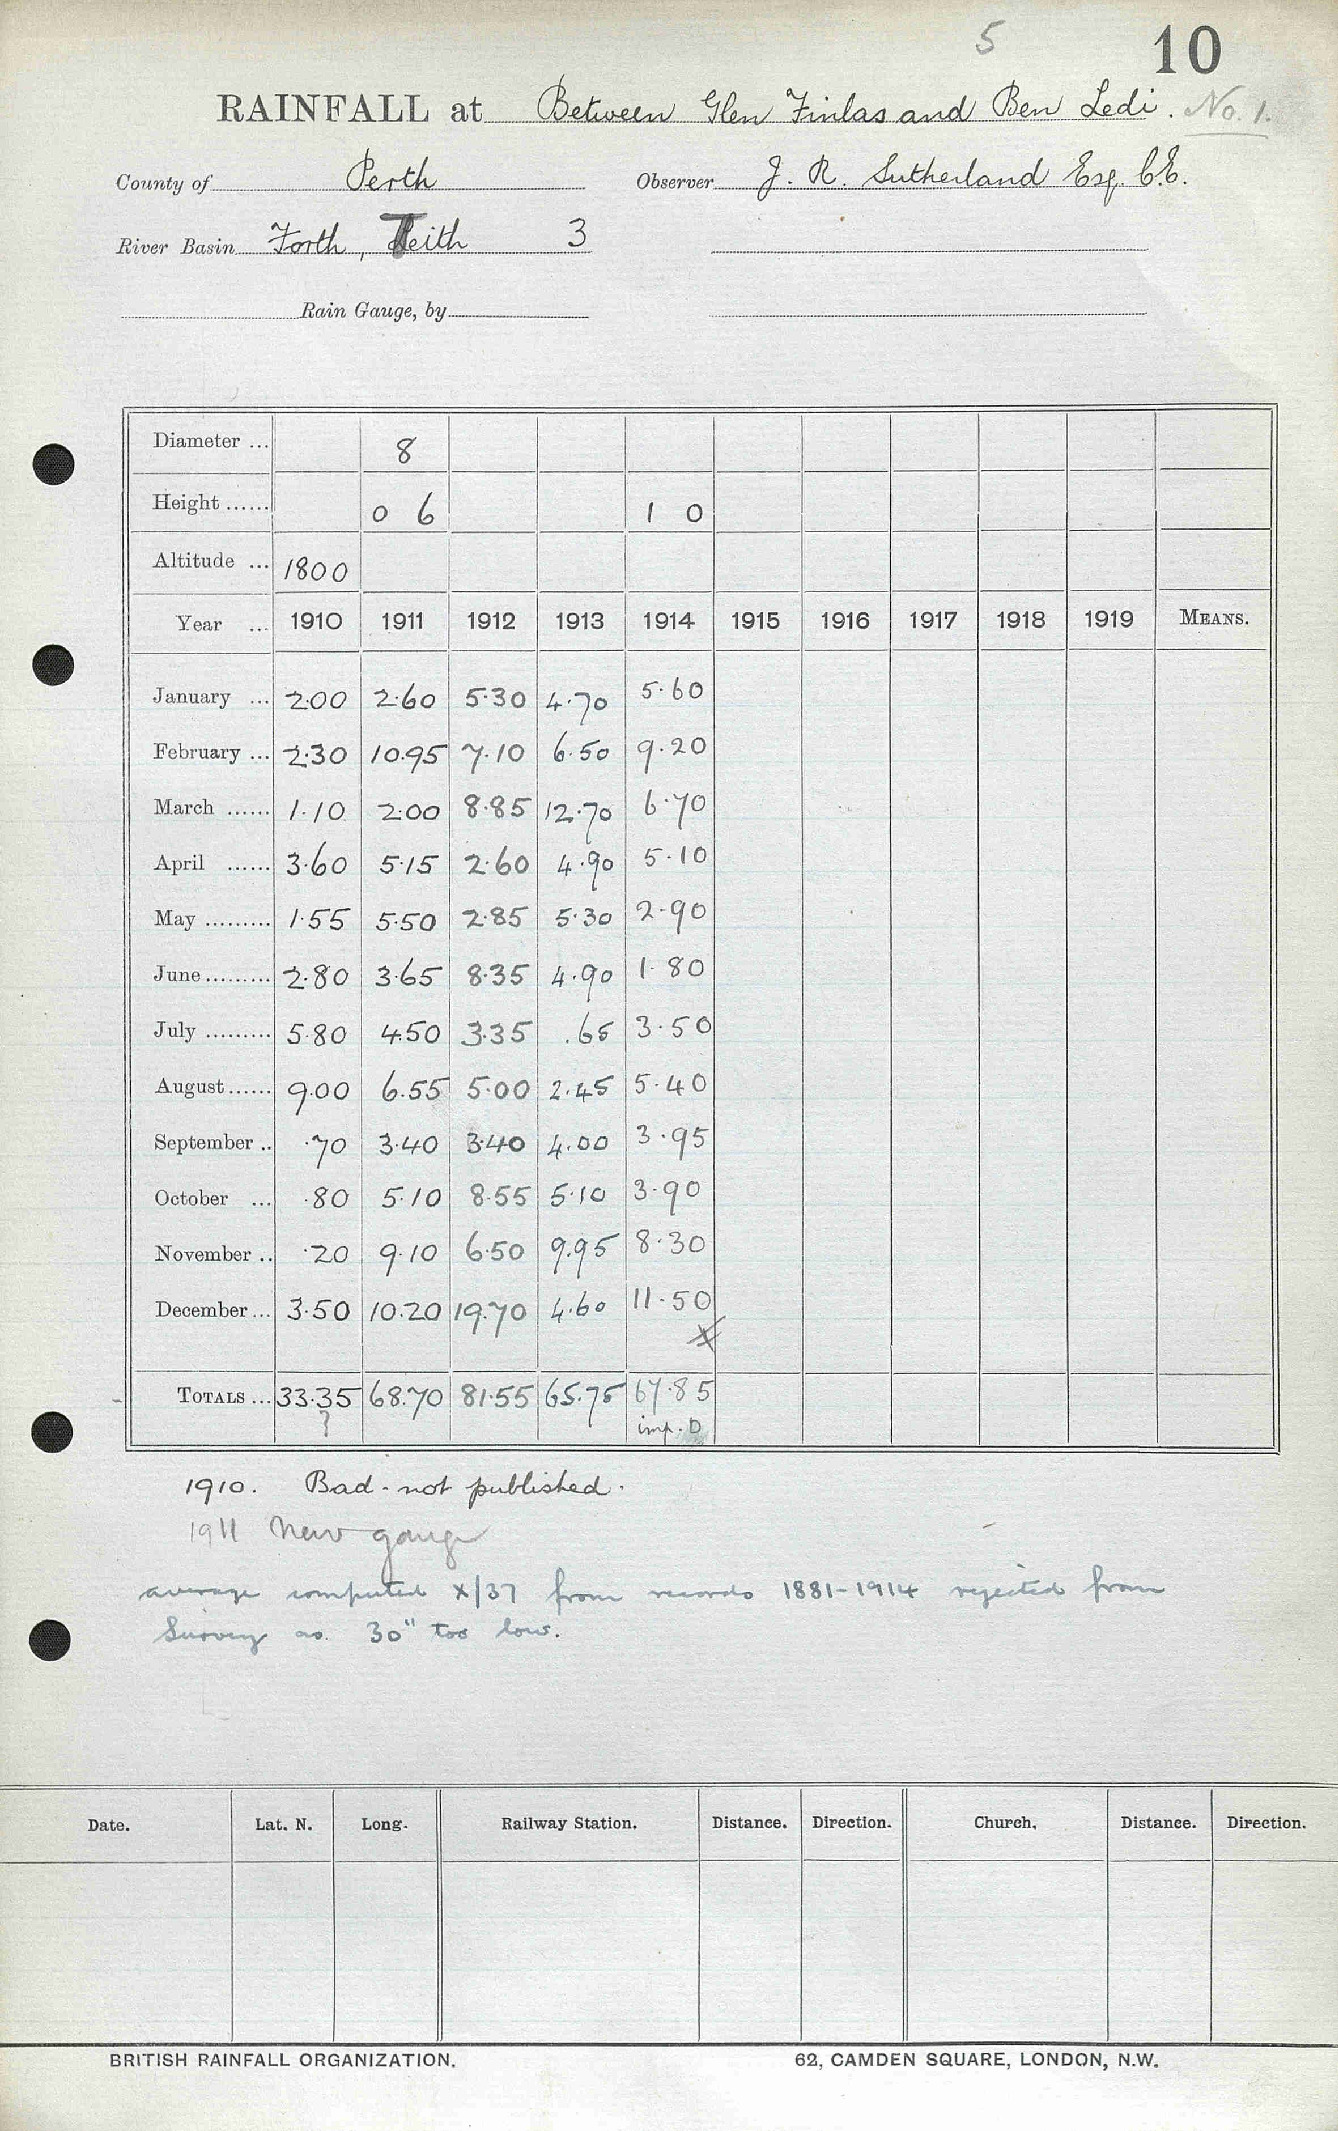 5 10
RAINFALL at Between Glen Finlas and Ben Ledi. No. 1.
County of Perth Observer J. R. Sutherland Esq. C.E.
River Basin Forth, Teith 3
Rain Gauge, by
Diameter ... 8
Height ...... 0 6 1 0
Altitude ... 1800
Year ... 1910 1911 1912 1913 1914 1915 1916 1917 1918 1919 MEANS.
January ... 2.00 2.60 5.30 4.70 5.60
February ... 2.30 10.95 7.10 6.50 9.20
March ...... 1.10 2.00 8.85 12.70 6.70
April ...... 3.60 5.15 2.60 4.90 5.10
May ......... 1.55 5.50 2.85 5.30 2.90
June ......... 2.80 3.65 8.35 4.90 1.80
July ......... 5.80 4.50 3.35 .65 3.50
August ...... 9.00 6.55 5.00 2.45 5.40
September .. .70 3.40 3.40 4.00 3.95
October ... .80 5.10 8.55 5.10 3.90
November .. .20 9.10 6.50 9.95 8.30
December ... 3.50 10.20 19.70 4.60 11.50
x
TOTALS ... 33.35 68.70 81.55 65.75 67.85
? imp. D
1910. Bad - not published.
1911 New gauge
average computed x/37 from records 1881-1914 rejected from
Survey as 30" too low.
Date. Lat. N. Long. Railway Station. Distance. Direction. Church. Distance. Direction.
BRITISH RAINFALL ORGANIZATION. 62, CAMDEN SQUARE, LONDON, N.W.